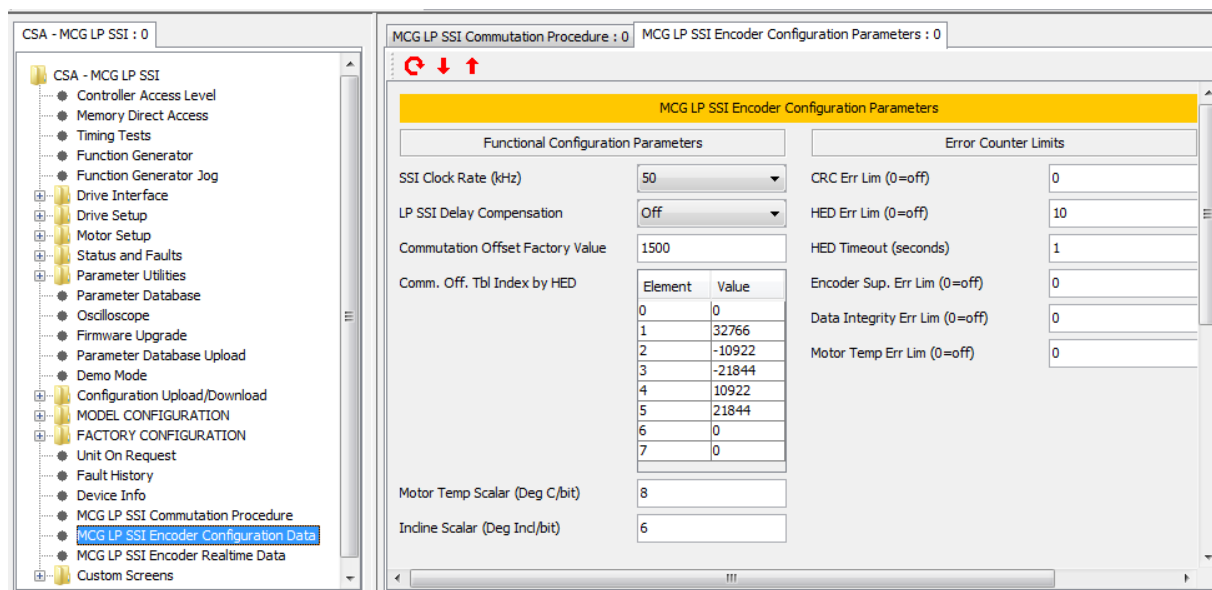 CSA - MCG LP SSI : 0
CSA - MCG LP SSI
Controller Access Level
Memory Direct Access
Timing Tests
Function Generator
Function Generator Jog
Drive Interface
Drive Setup
Motor Setup
Status and Faults
Parameter Utilities
Parameter Database
Oscilloscope
Firmware Upgrade
Parameter Database Upload
Demo Mode
Configuration Upload/Download
MODEL CONFIGURATION
FACTORY CONFIGURATION
Unit On Request
Fault History
Device Info
MCG LP SSI Commutation Procedure
MCG LP SSI Encoder Configuration Data
MCG LP SSI Encoder Realtime Data
Custom Screens
MCG LP SSI Commutation Procedure : 0 MCG LP SSI Encoder Configuration Parameters : 0
MCG LP SSI Encoder Configuration Parameters
Functional Configuration Parameters
SSI Clock Rate (kHz) 50
LP SSI Delay Compensation Off
Commutation Offset Factory Value 1500
Comm. Off. Tbl Index by HED
Element Value
0 0
1 32766
2 -10922
3 -21844
4 10922
5 21844
6 0
7 0
Motor Temp Scalar (Deg C/bit) 8
Incline Scalar (Deg Incl/bit) 6
Error Counter Limits
CRC Err Lim (0=off) 0
HED Err Lim (0=off) 10
HED Timeout (seconds) 1
Encoder Sup. Err Lim (0=off) 0
Data Integrity Err Lim (0=off) 0
Motor Temp Err Lim (0=off) 0